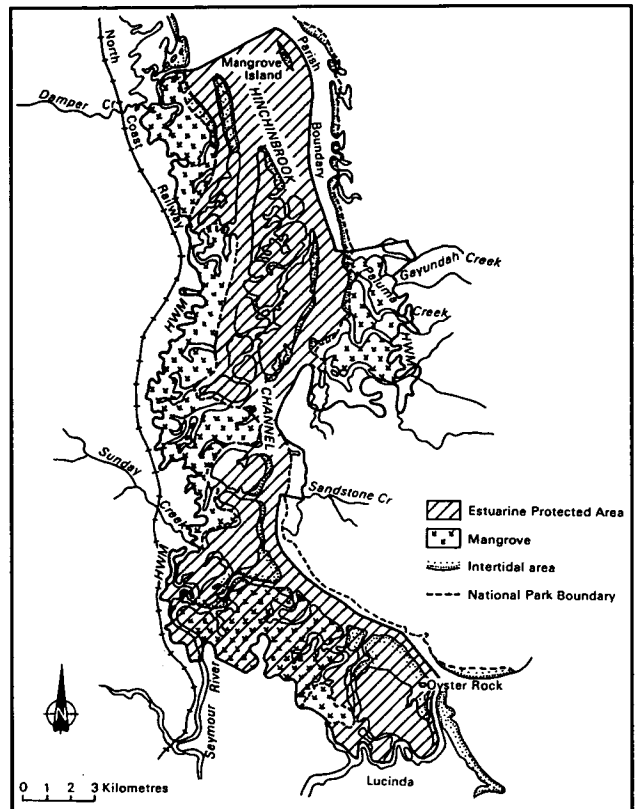 North
Coast
Railway
Parish
Boundary
Mangrove
Island
HINCHINBROOK
Damper Cr
Gayundah Creek
Paluma
Creek
HWM
HWM
CHANNEL
Sunday
Creek
Sandstone Cr
HWM
Estuarine Protected Area
Mangrove
Intertidal area
National Park Boundary
Oyster Rock
Seymour River
N
Lucinda
0 1 2 3 Kilometres